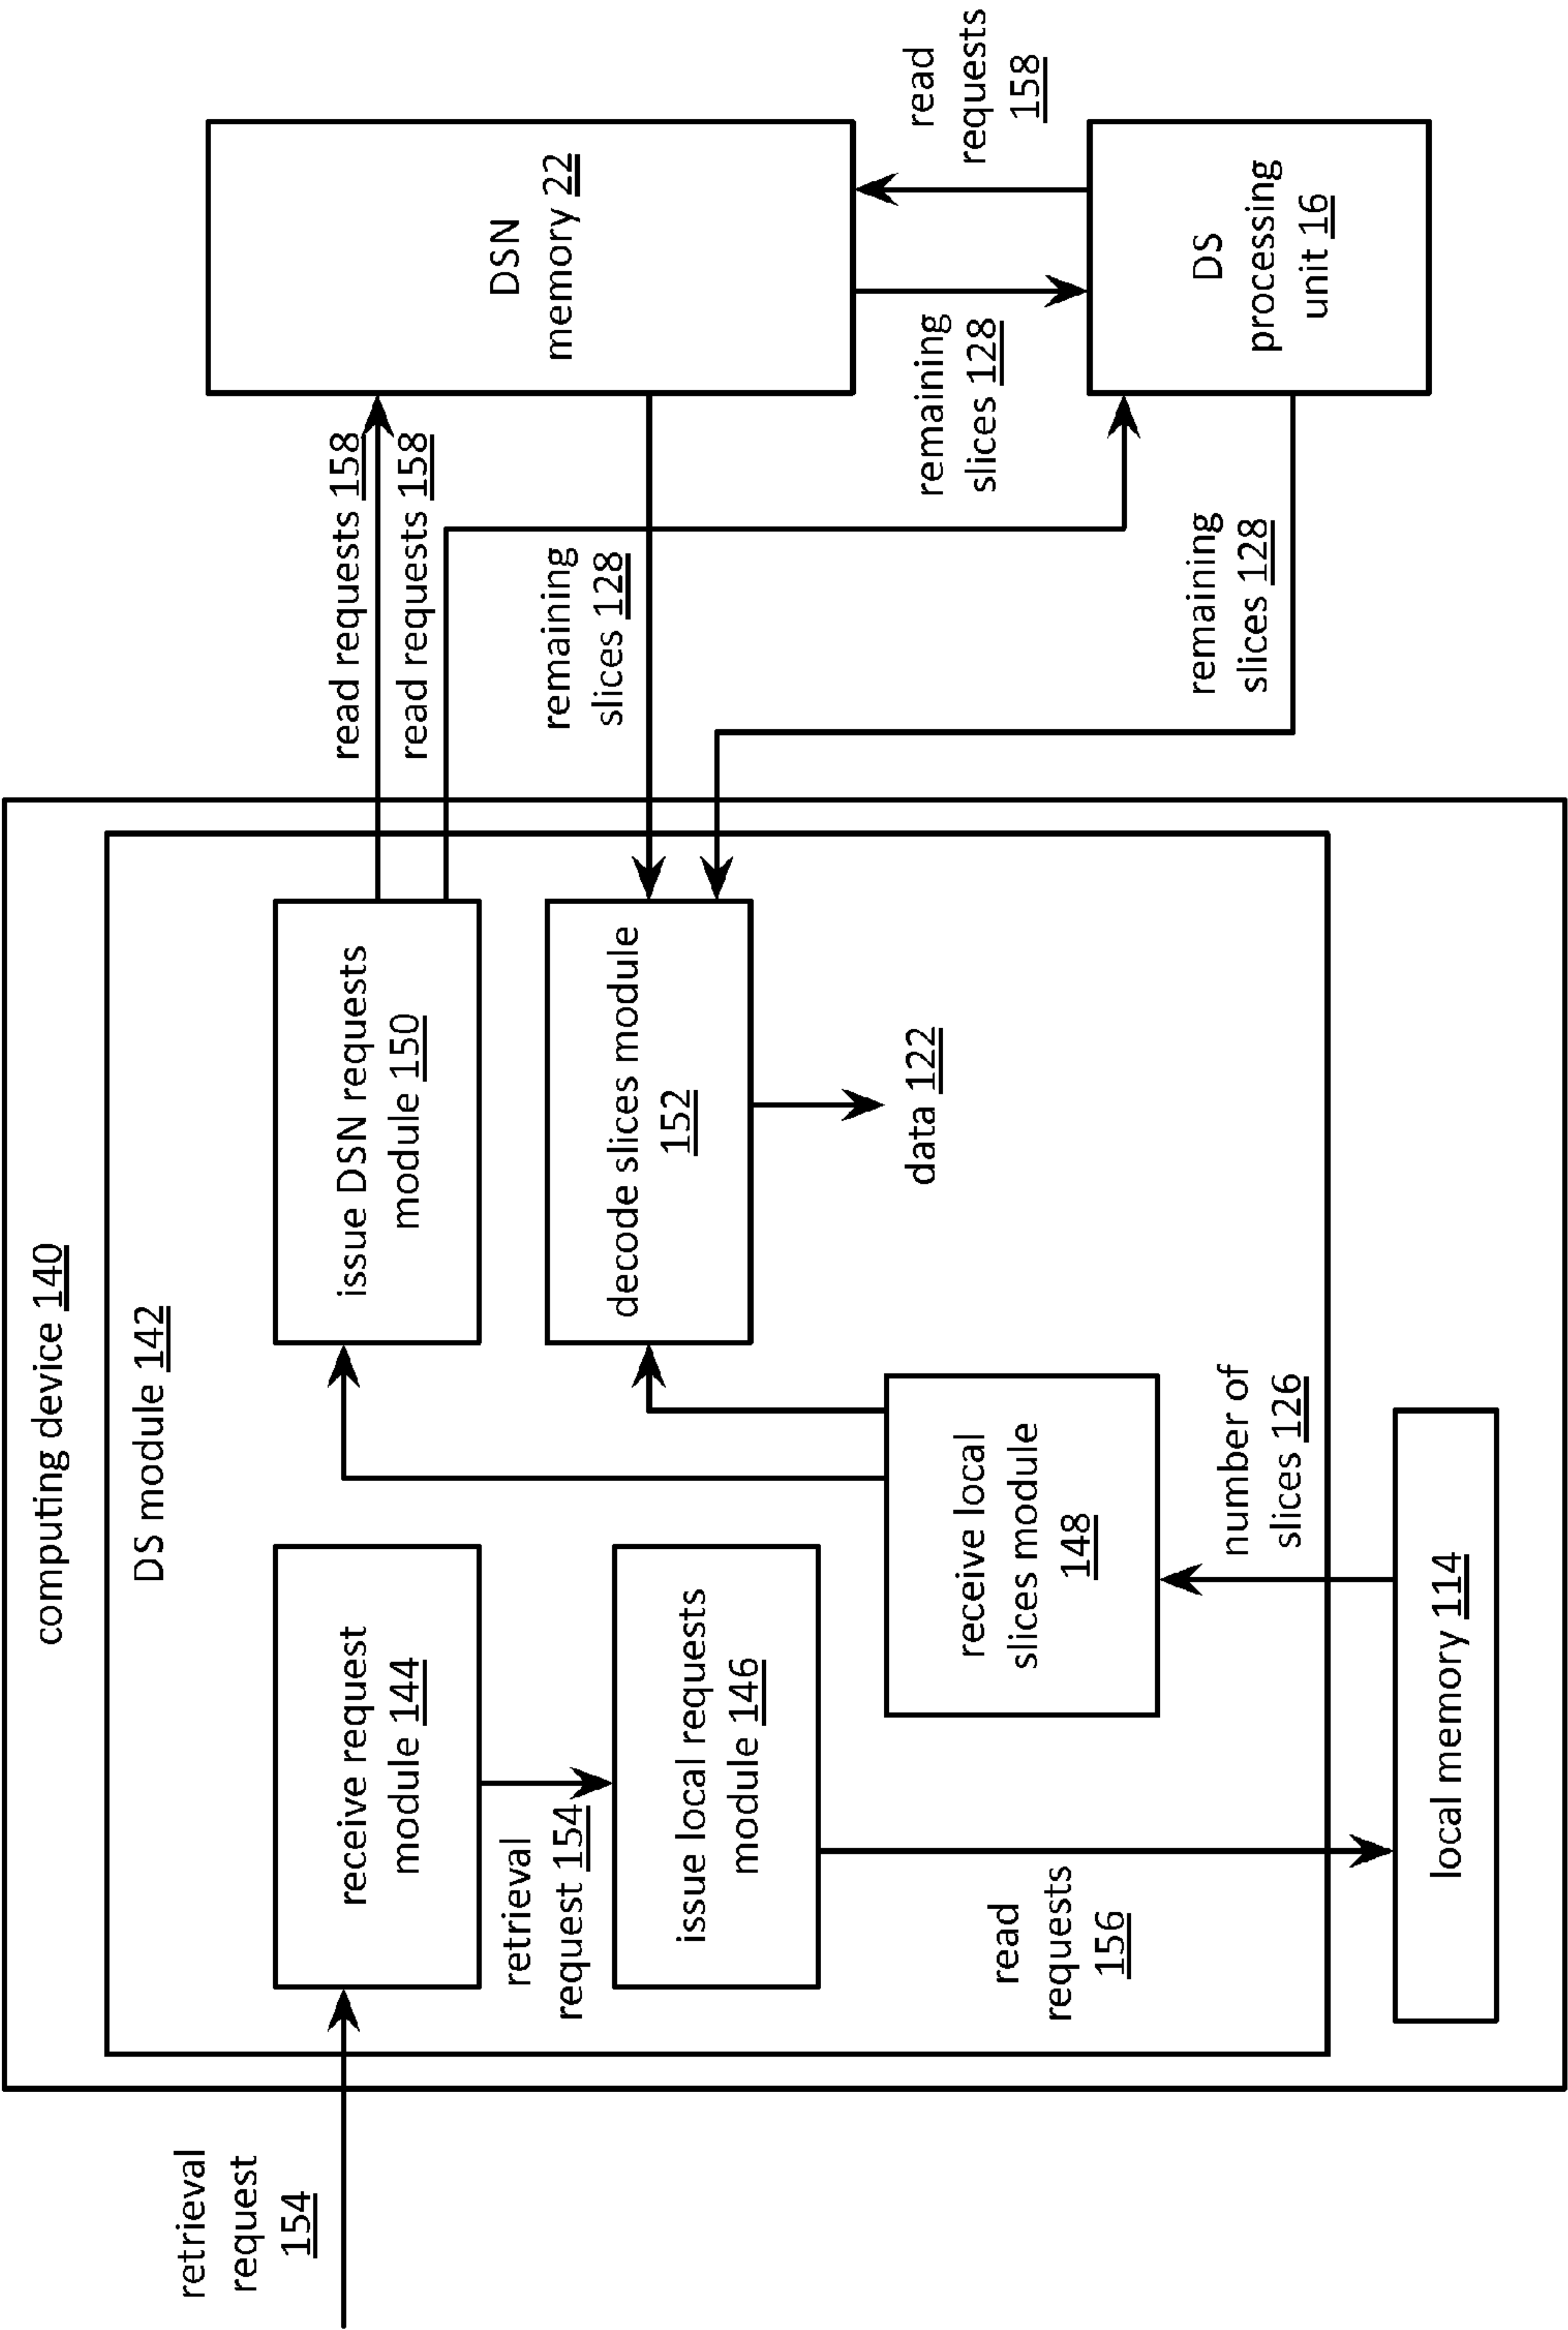 computing device 140
DS module 142
retrieval
request
154
receive request
module 144
retrieval
request 154
issue local requests
module 146
read
requests
156
local memory 114
number of
slices 126
receive local
slices module
148
issue DSN requests
module 150
decode slices module
152
data 122
read requests 158
read requests 158
remaining
slices 128
DSN
memory 22
remaining
slices 128
read
requests
158
remaining
slices 128
DS
processing
unit 16